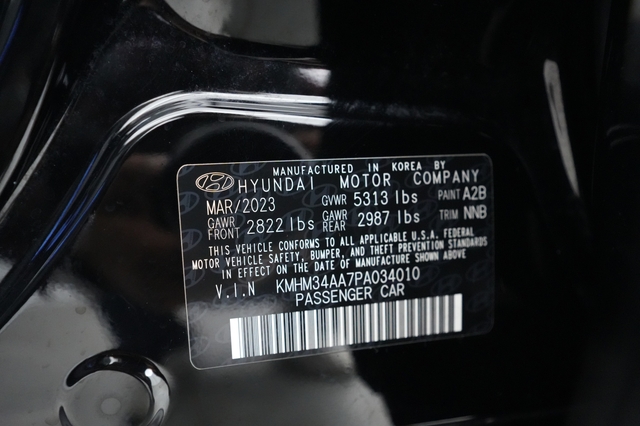 MANUFACTURED IN KOREA BY
HYUNDAI MOTOR COMPANY
MAR/2023 GVWR 5313 lbs PAINT A2B
GAWR FRONT 2822 lbs GAWR REAR 2987 lbs TRIM NNB
THIS VEHICLE CONFORMS TO ALL APPLICABLE U.S.A. FEDERAL
MOTOR VEHICLE SAFETY, BUMPER, AND THEFT PREVENTION STANDARDS
IN EFFECT ON THE DATE OF MANUFACTURE SHOWN ABOVE
V.I.N KMHM34AA7PA034010
PASSENGER CAR